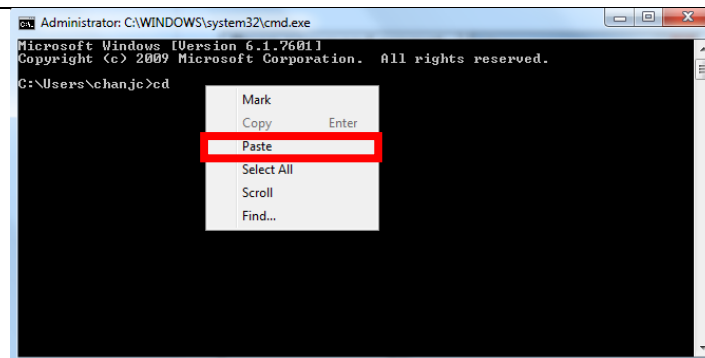 Administrator: C:\WINDOWS\system32\cmd.exe
Microsoft Windows [Version 6.1.7601]
Copyright (c) 2009 Microsoft Corporation.  All rights reserved.
C:\Users\chanjc>cd
Mark
Copy Enter
Paste
Select All
Scroll
Find...